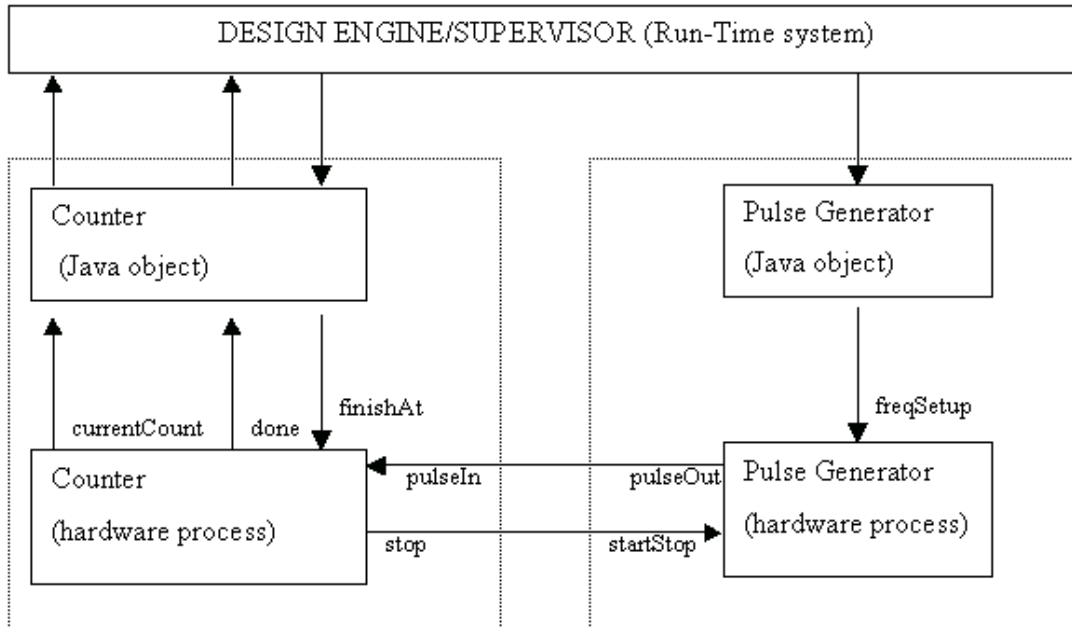 DESIGN ENGINE/SUPERVISOR (Run-Time system)
Counter
(Java object)
Pulse Generator
(Java object)
currentCount
done
finishAt
freqSetup
Counter
(hardware process)
pulseIn
pulseOut
stop
startStop
Pulse Generator
(hardware process)